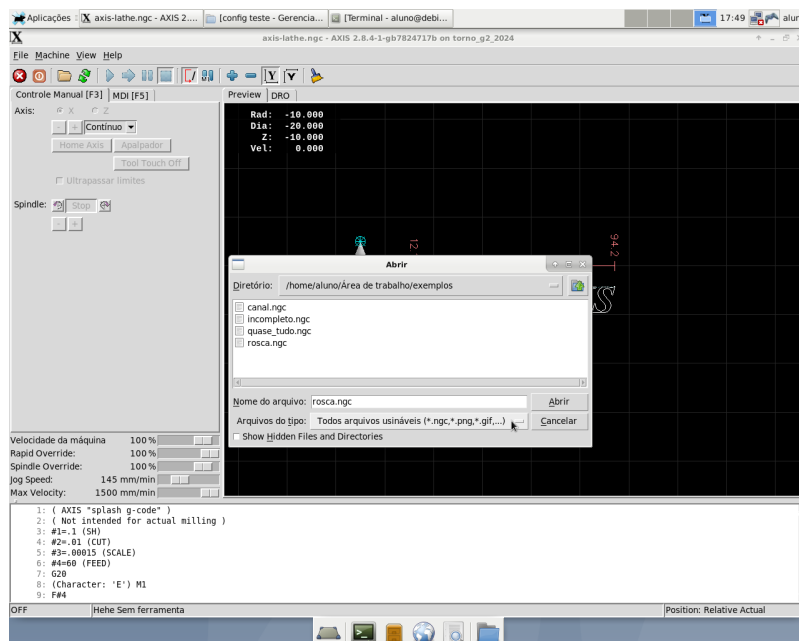 Aplicações
axis-lathe.ngc - AXIS 2....
[config teste - Gerencia...
[Terminal - aluno@debi...
17:49
alun
axis-lathe.ngc - AXIS 2.8.4-1-gb7824717b on torno_g2_2024
File Machine View Help
Controle Manual [F3] MDI [F5]
Preview DRO
Axis: X Z
- + Contínuo
Home Axis Apalpador
Tool Touch Off
Ultrapassar limites
Spindle: Stop
- +
Rad: -10.000
Dia: -20.000
Z: -10.000
Vel: 0.000
12.
94.2
S
Abrir
Diretório: /home/aluno/Área de trabalho/exemplos
canal.ngc
incompleto.ngc
quase_tudo.ngc
rosca.ngc
Nome do arquivo: rosca.ngc Abrir
Arquivos do tipo: Todos arquivos usináveis (*.ngc,*.png,*.gif,...) Cancelar
Show Hidden Files and Directories
Velocidade da máquina 100 %
Rapid Override: 100 %
Spindle Override: 100 %
Jog Speed: 145 mm/min
Max Velocity: 1500 mm/min
1: ( AXIS "splash g-code" )
2: ( Not intended for actual milling )
3: #1=.1 (SH)
4: #2=.01 (CUT)
5: #3=.00015 (SCALE)
6: #4=60 (FEED)
7: G20
8: (Character: 'E') M1
9: F#4
OFF Hehe Sem ferramenta Position: Relative Actual